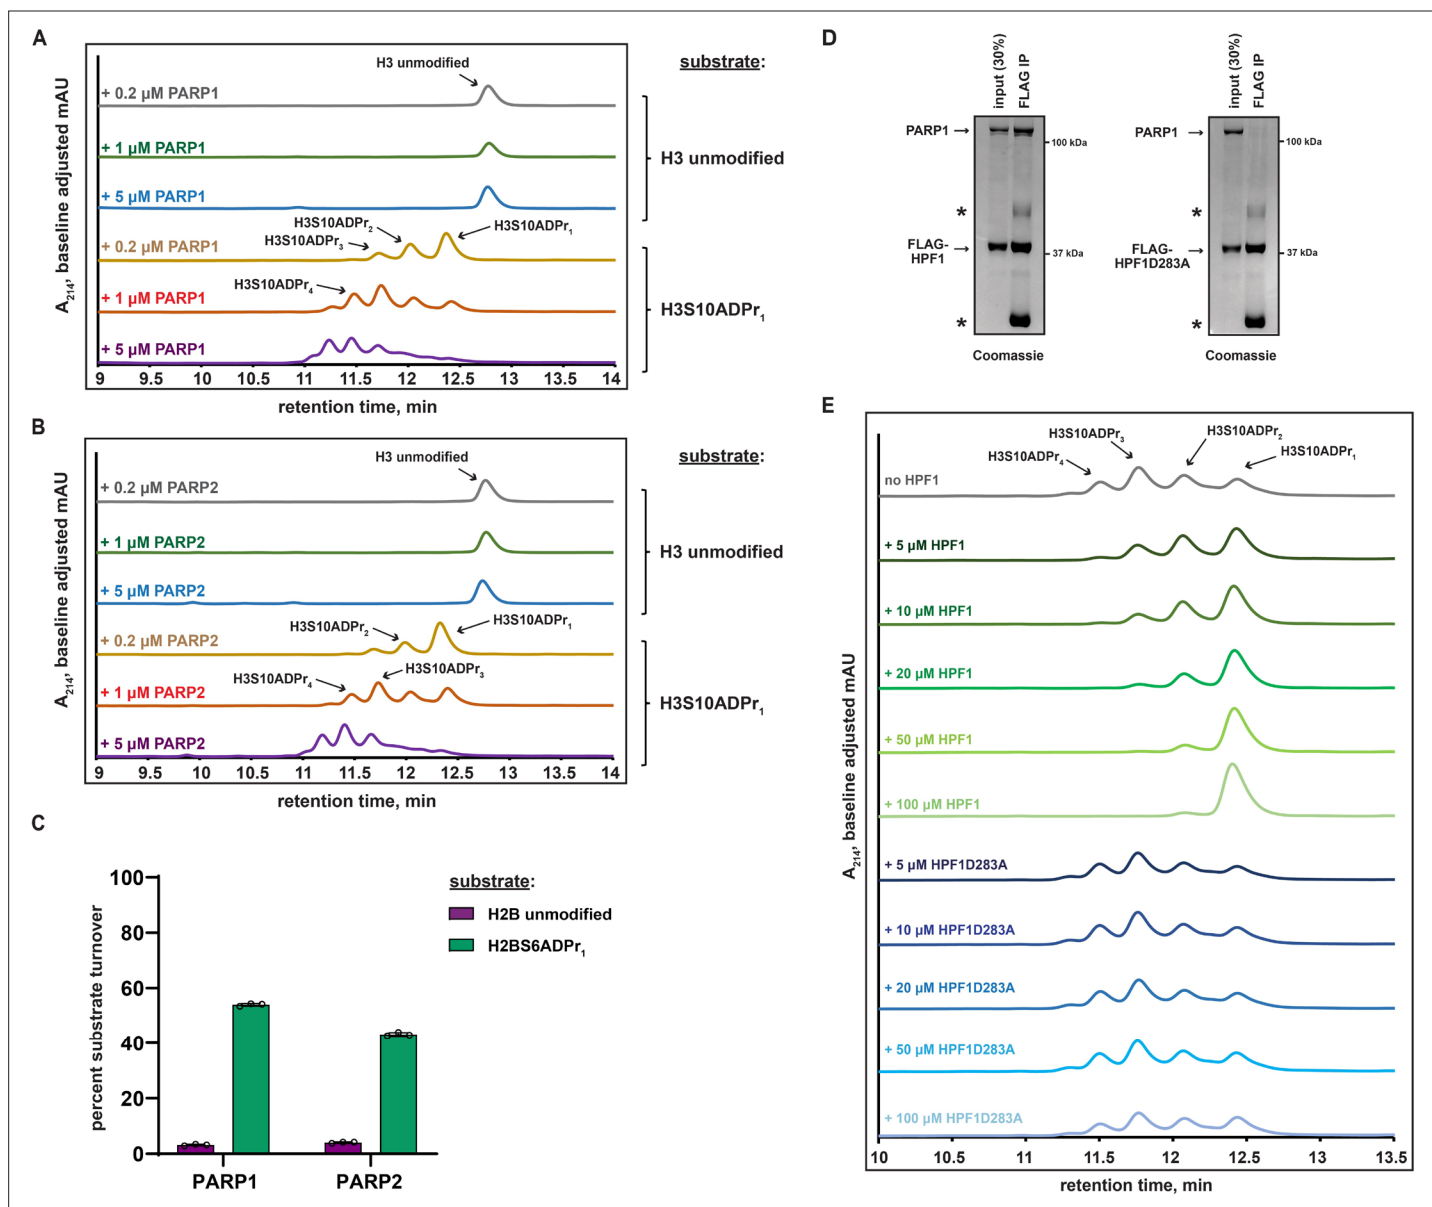 A
A₂₁₄, baseline adjusted mAU
+ 0.2 µM PARP1
H3 unmodified
+ 1 µM PARP1
+ 5 µM PARP1
+ 0.2 µM PARP1
H3S10ADPr₃
H3S10ADPr₂
H3S10ADPr₁
+ 1 µM PARP1
H3S10ADPr₄
+ 5 µM PARP1
9 9.5 10 10.5 11 11.5 12 12.5 13 13.5 14
retention time, min
substrate:
H3 unmodified
H3S10ADPr₁
B
A₂₁₄, baseline adjusted mAU
+ 0.2 µM PARP2
H3 unmodified
+ 1 µM PARP2
+ 5 µM PARP2
+ 0.2 µM PARP2
H3S10ADPr₂
H3S10ADPr₁
+ 1 µM PARP2
H3S10ADPr₄
H3S10ADPr₃
+ 5 µM PARP2
9 9.5 10 10.5 11 11.5 12 12.5 13 13.5 14
retention time, min
substrate:
H3 unmodified
H3S10ADPr₁
C
percent substrate turnover
100
80
60
40
20
0
PARP1 PARP2
substrate:
H2B unmodified
H2BS6ADPr₁
D
input (30%)
FLAG IP
PARP1
100 kDa
*
FLAG-
HPF1
37 kDa
*
Coomassie
input (30%)
FLAG IP
PARP1
100 kDa
*
FLAG-
HPF1D283A
37 kDa
*
Coomassie
E
A₂₁₄, baseline adjusted mAU
H3S10ADPr₄
H3S10ADPr₃
H3S10ADPr₂
H3S10ADPr₁
no HPF1
+ 5 µM HPF1
+ 10 µM HPF1
+ 20 µM HPF1
+ 50 µM HPF1
+ 100 µM HPF1
+ 5 µM HPF1D283A
+ 10 µM HPF1D283A
+ 20 µM HPF1D283A
+ 50 µM HPF1D283A
+ 100 µM HPF1D283A
10 10.5 11 11.5 12 12.5 13 13.5
retention time, min